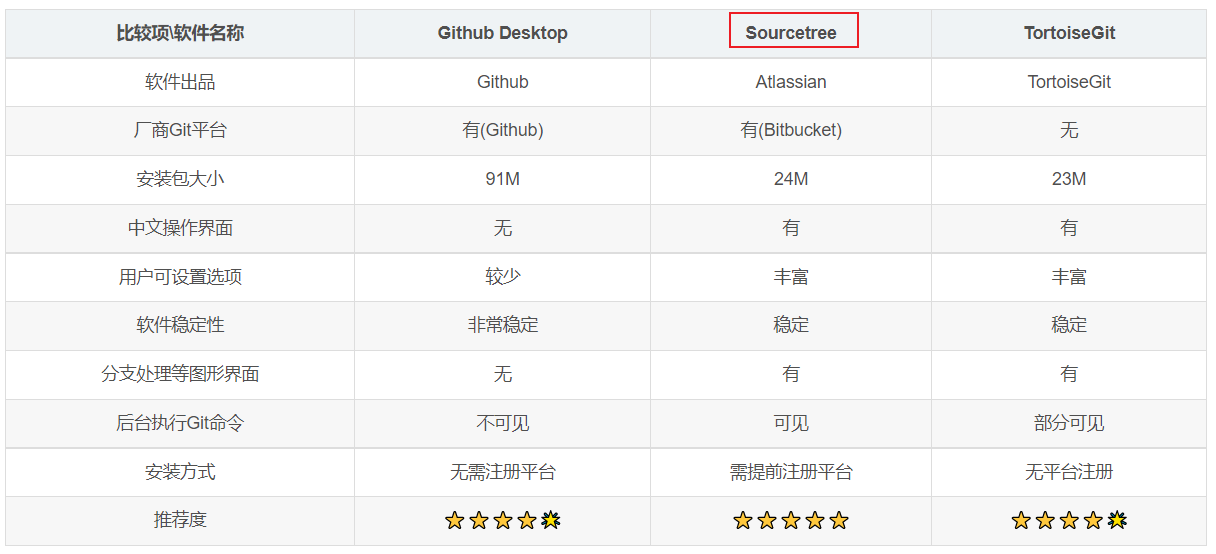 比较项\软件名称 Github Desktop Sourcetree TortoiseGit
软件出品 Github Atlassian TortoiseGit
厂商Git平台 有(Github) 有(Bitbucket) 无
安装包大小 91M 24M 23M
中文操作界面 无 有 有
用户可设置选项 较少 丰富 丰富
软件稳定性 非常稳定 稳定 稳定
分支处理等图形界面 无 有 有
后台执行Git命令 不可见 可见 部分可见
安装方式 无需注册平台 需提前注册平台 无平台注册
推荐度